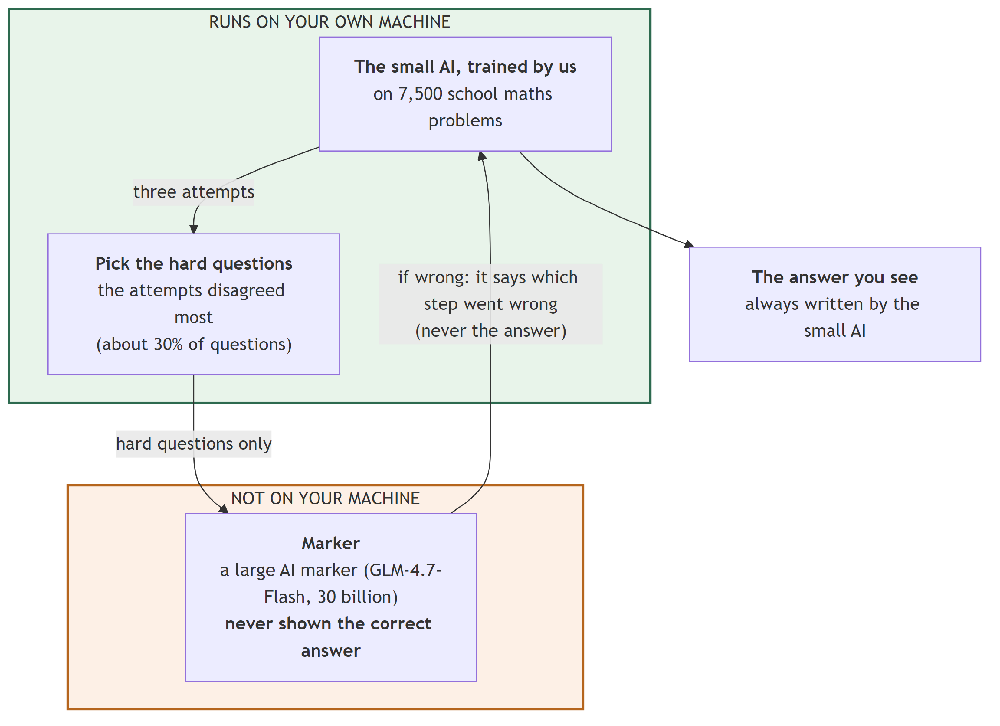 RUNS ON YOUR OWN MACHINE
The small AI, trained by us
on 7,500 school maths
problems
three attempts
Pick the hard questions
the attempts disagreed
most
(about 30% of questions)
if wrong: it says which
step went wrong
(never the answer)
The answer you see
always written by the
small AI
hard questions only
NOT ON YOUR MACHINE
Marker
a large AI marker (GLM-4.7-
Flash, 30 billion)
never shown the correct
answer